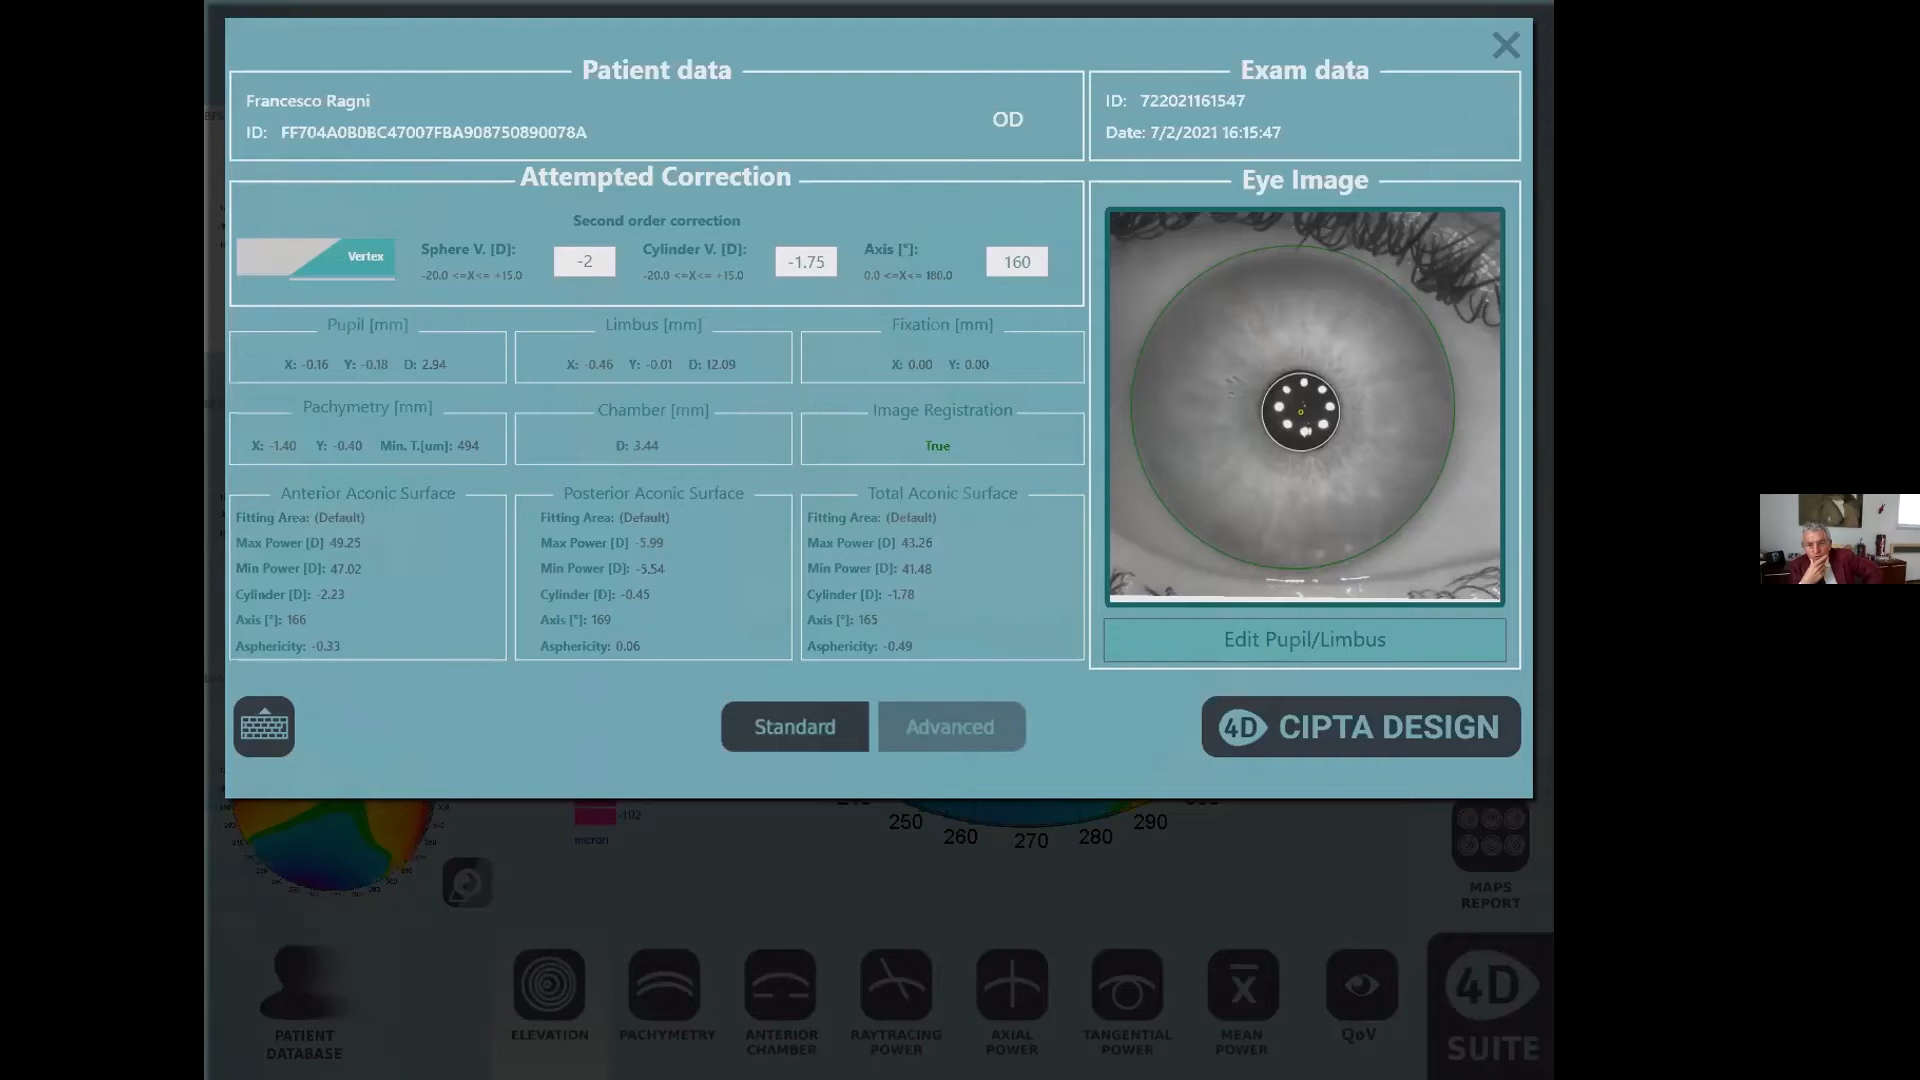 Patient data
Francesco Ragni
ID: FF704A0B0BC47007FBA908750890078A
OD
Exam data
ID: 722021161547
Date: 7/2/2021 16:15:47
Attempted Correction
Second order correction
Vertex
Sphere V. [D]:
-20.0 <=X<= +15.0
-2
Cylinder V. [D]:
-20.0 <=X<= +15.0
-1.75
Axis [°]:
0.0 <=X<= 180.0
160
Eye Image
Pupil [mm]
X: -0.16 Y: -0.18 D: 2.94
Limbus [mm]
X: -0.46 Y: -0.01 D: 12.09
Fixation [mm]
X: 0.00 Y: 0.00
Pachymetry [mm]
X: -1.40 Y: -0.40 Min. T.[um]: 494
Chamber [mm]
D: 3.44
Image Registration
True
Anterior Aconic Surface
Fitting Area: (Default)
Max Power [D] 49.25
Min Power [D]: 47.02
Cylinder [D]: -2.23
Axis [°]: 166
Asphericity: -0.33
Posterior Aconic Surface
Fitting Area: (Default)
Max Power [D] -5.99
Min Power [D]: -5.54
Cylinder [D]: -0.45
Axis [°]: 169
Asphericity: 0.06
Total Aconic Surface
Fitting Area: (Default)
Max Power [D] 43.26
Min Power [D]: 41.48
Cylinder [D]: -1.78
Axis [°]: 165
Asphericity: -0.49
Edit Pupil/Limbus
Standard
Advanced
4D CIPTA DESIGN
-102
micron
250
260
270
280
290
MAPS
REPORT
PATIENT
DATABASE
ELEVATION
PACHYMETRY
ANTERIOR
CHAMBER
RAYTRACING
POWER
AXIAL
POWER
TANGENTIAL
POWER
MEAN
POWER
QoV
4D
SUITE